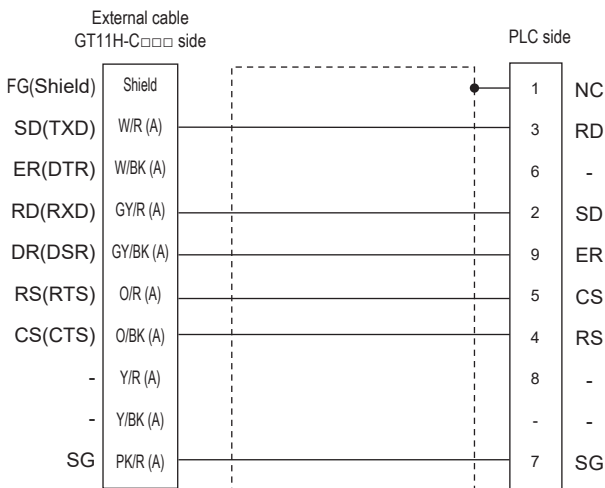 External cable
GT11H-C□□□ side
PLC side
FG(Shield) Shield 1 NC
SD(TXD) W/R (A) 3 RD
ER(DTR) W/BK (A) 6 -
RD(RXD) GY/R (A) 2 SD
DR(DSR) GY/BK (A) 9 ER
RS(RTS) O/R (A) 5 CS
CS(CTS) O/BK (A) 4 RS
- Y/R (A) 8 -
- Y/BK (A) - -
SG PK/R (A) 7 SG